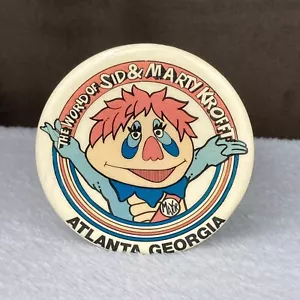 THE WORLD OF SID & MARTY KROFFT
ATLANTA, GEORGIA